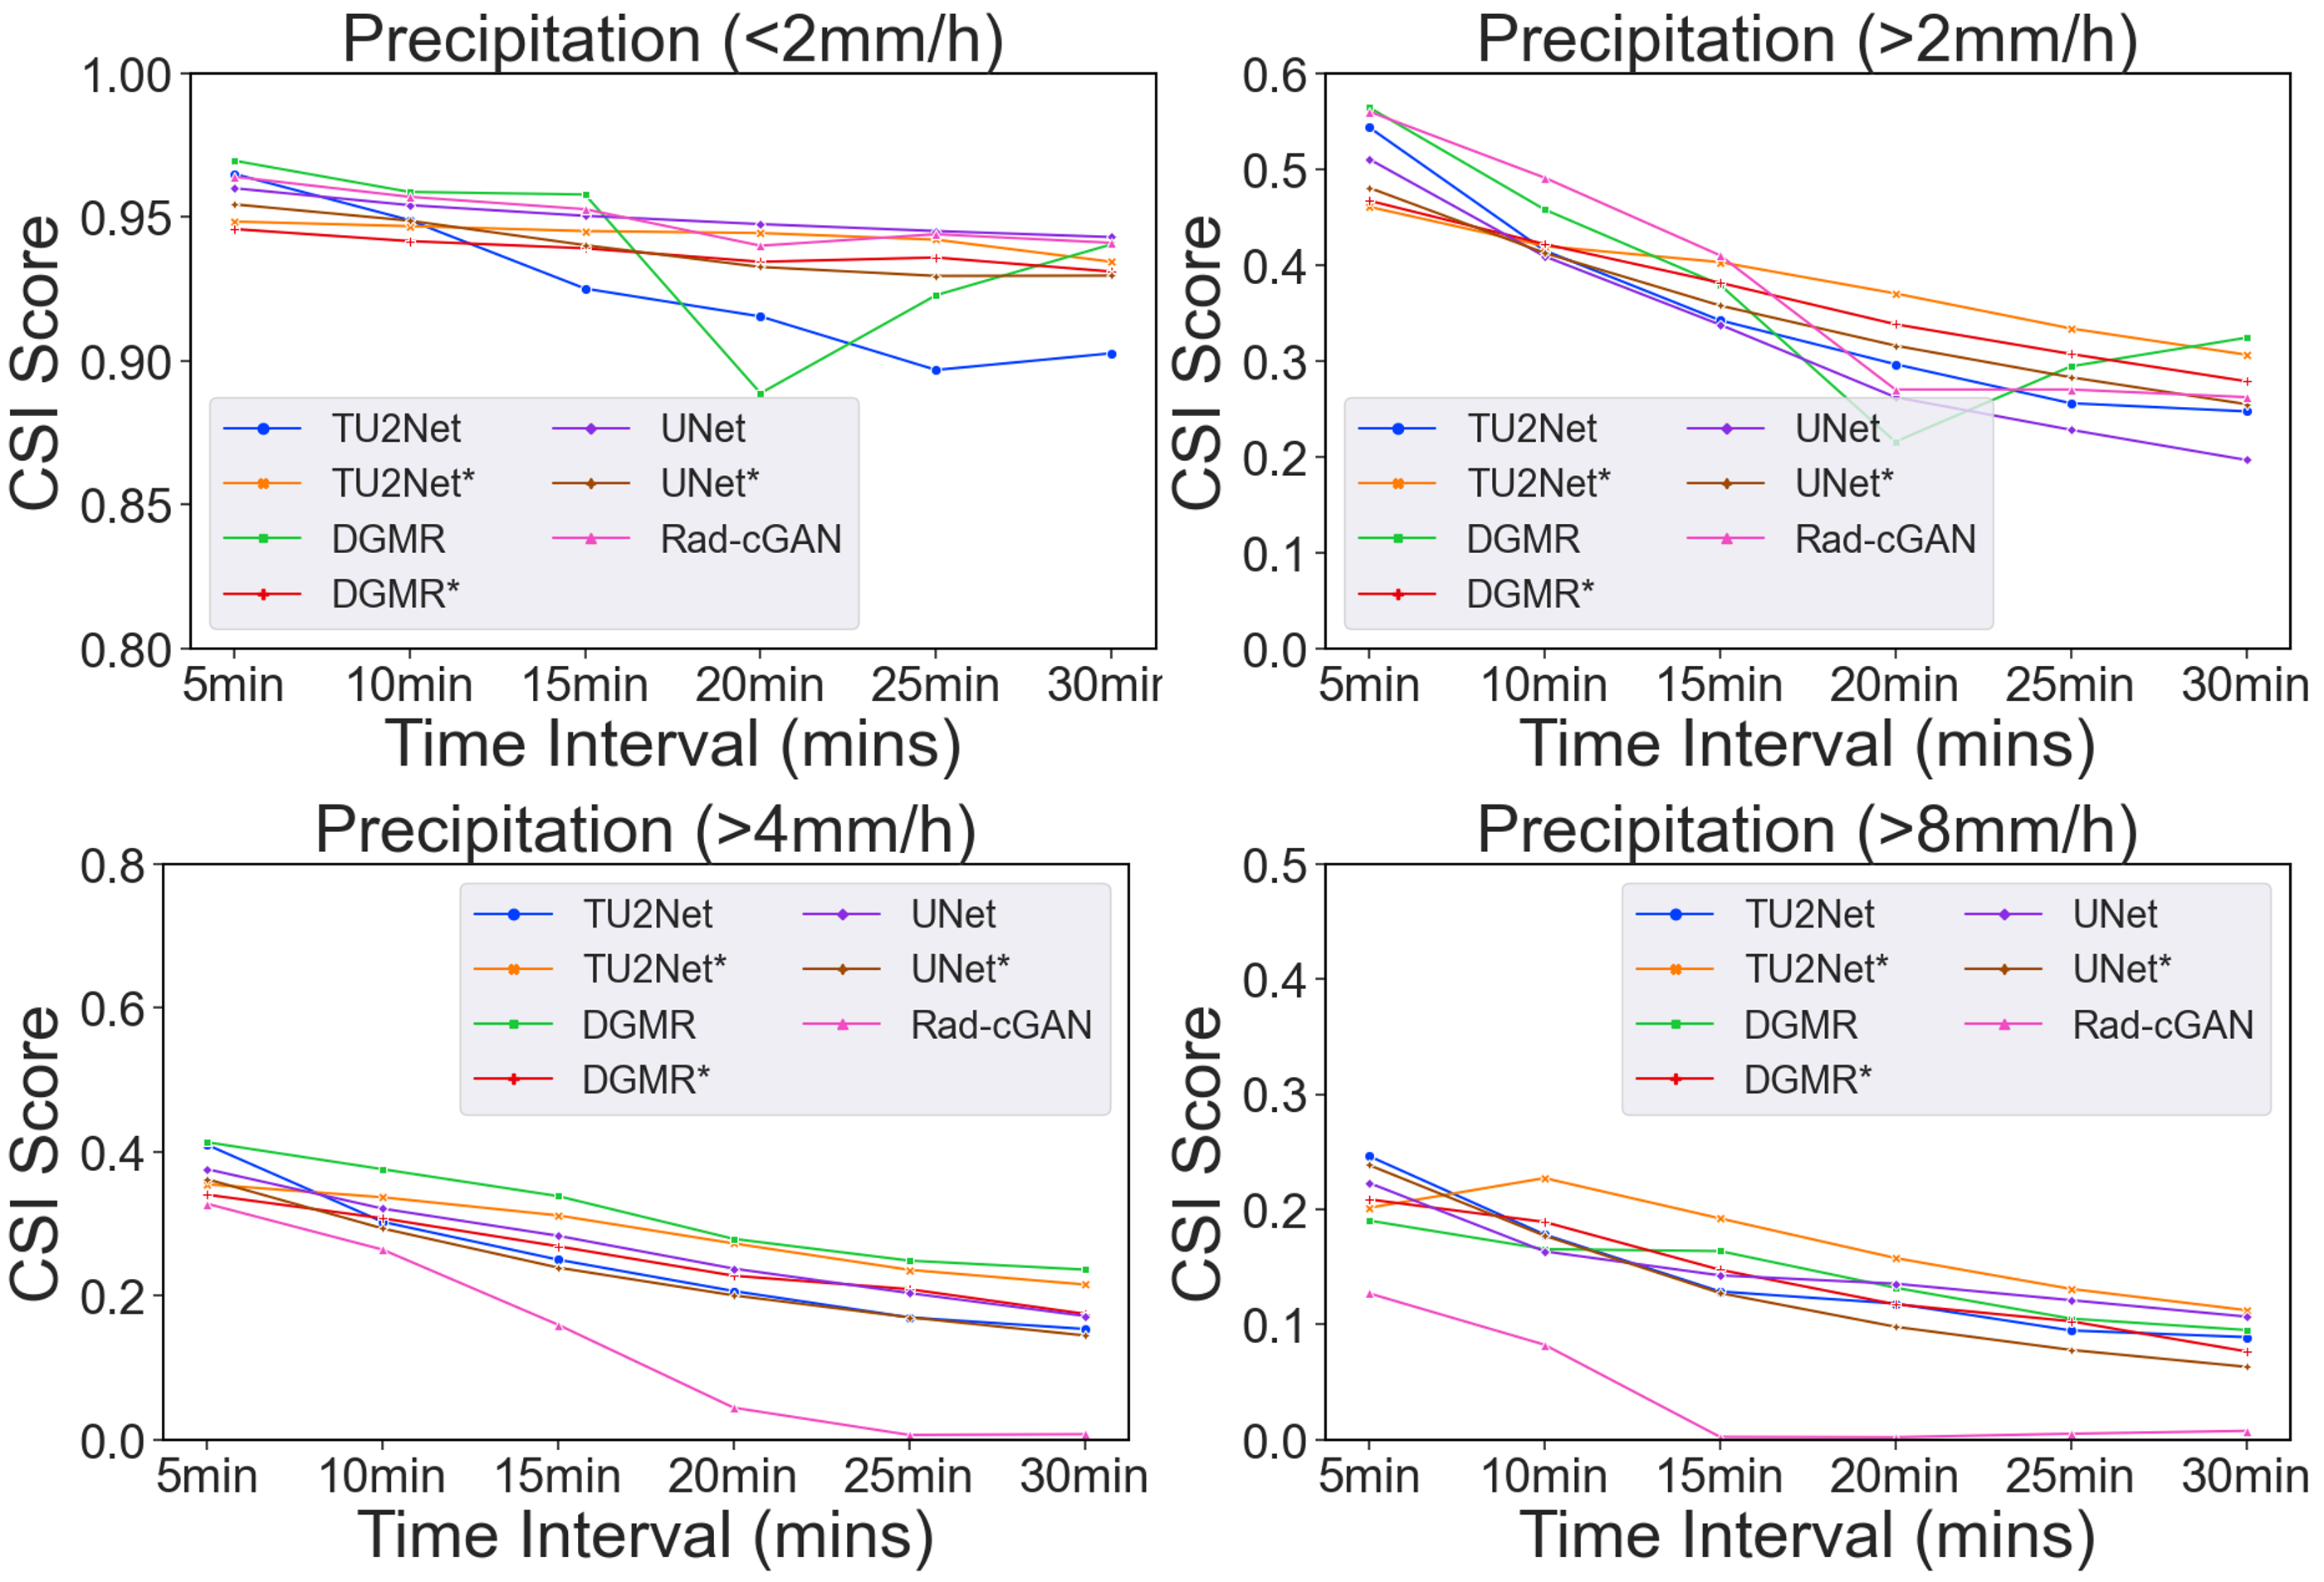 Precipitation (<2mm/h)
CSI Score
1.00
0.95
0.90
0.85
0.80
TU2Net
TU2Net*
DGMR
DGMR*
UNet
UNet*
Rad-cGAN
5min 10min 15min 20min 25min 30min
Time Interval (mins)
Precipitation (>2mm/h)
CSI Score
0.6
0.5
0.4
0.3
0.2
0.1
0.0
TU2Net
TU2Net*
DGMR
DGMR*
UNet
UNet*
Rad-cGAN
5min 10min 15min 20min 25min 30min
Time Interval (mins)
Precipitation (>4mm/h)
CSI Score
0.8
0.6
0.4
0.2
0.0
TU2Net
TU2Net*
DGMR
DGMR*
UNet
UNet*
Rad-cGAN
5min 10min 15min 20min 25min 30min
Time Interval (mins)
Precipitation (>8mm/h)
CSI Score
0.5
0.4
0.3
0.2
0.1
0.0
TU2Net
TU2Net*
DGMR
DGMR*
UNet
UNet*
Rad-cGAN
5min 10min 15min 20min 25min 30min
Time Interval (mins)